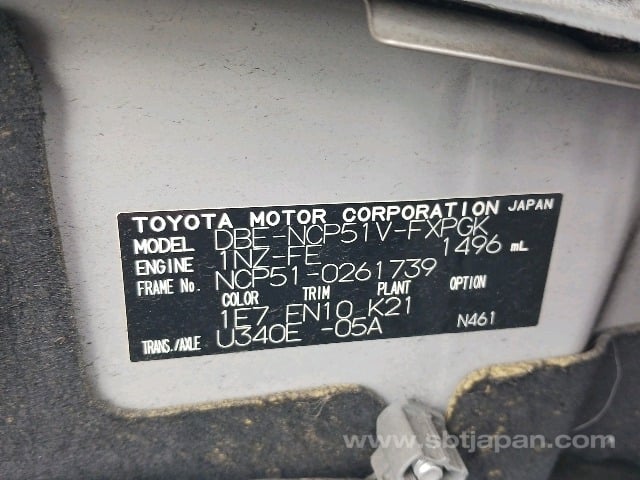 TOYOTA MOTOR CORPORATION JAPAN
MODEL DBE-NCP51V-FXPGK
ENGINE 1NZ-FE 1496 mL
FRAME No. NCP51-0261739
COLOR TRIM PLANT OPTION
1E7 EN10 K21
TRANS./AXLE U340E -05A N461
www.sbtjapan.com